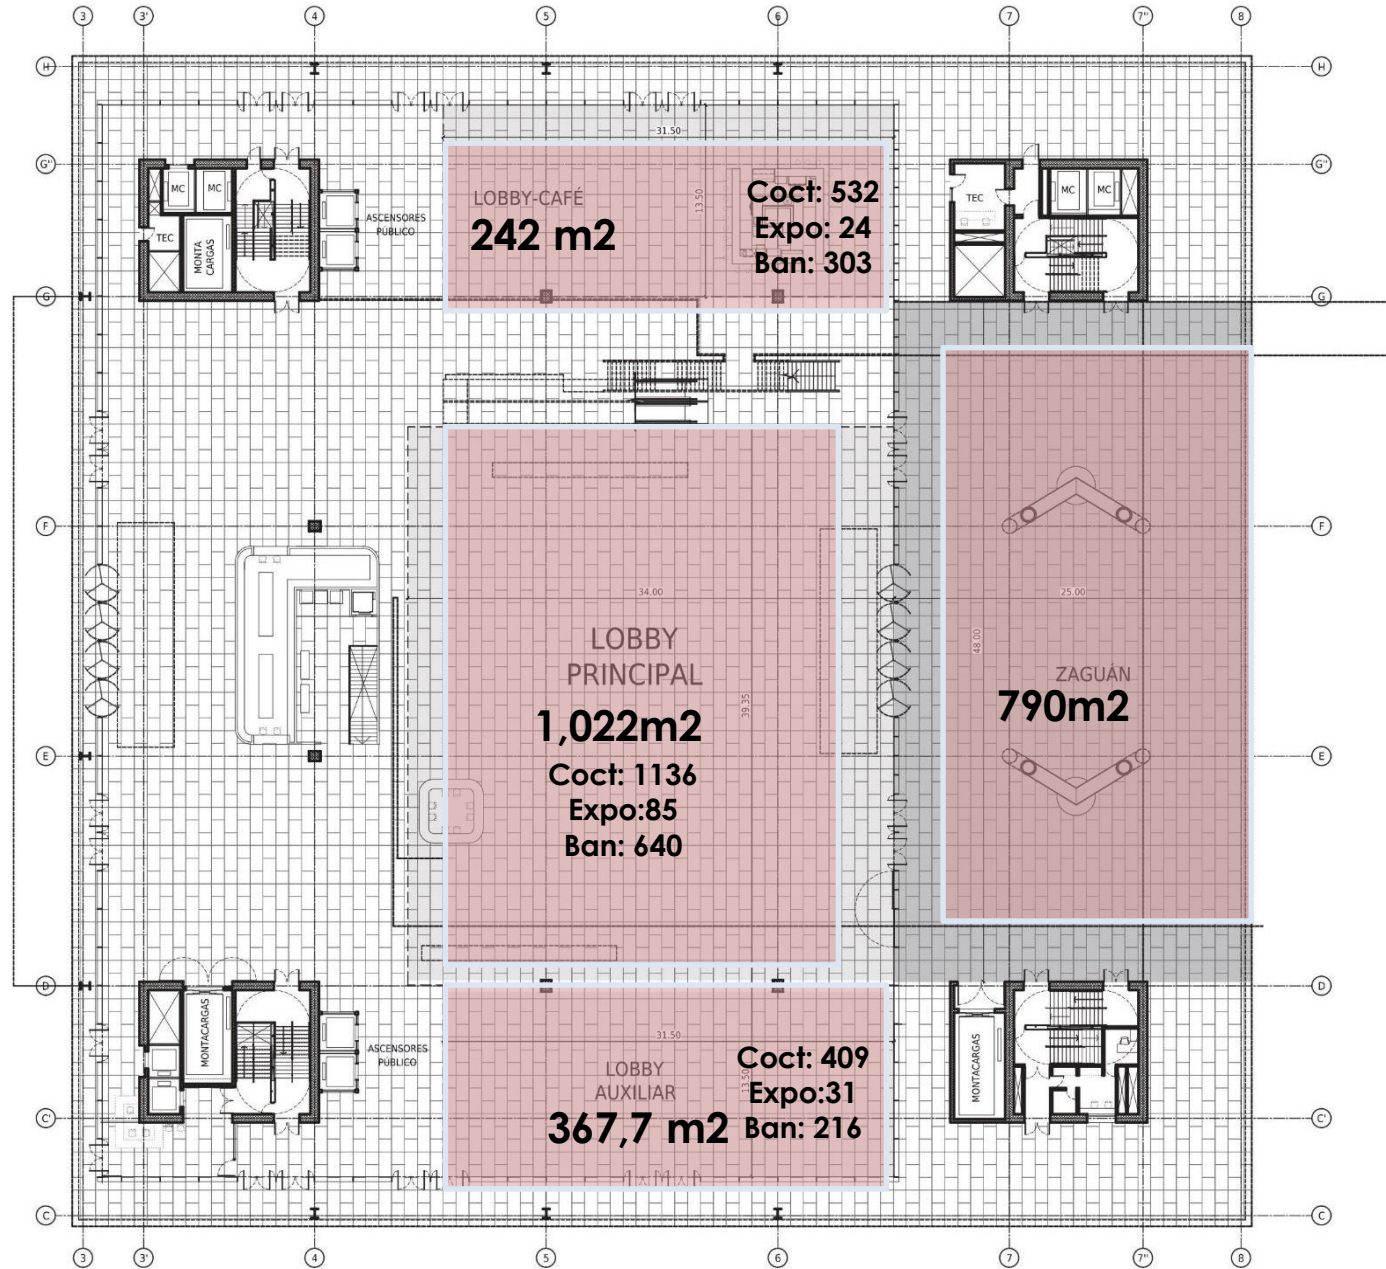 3 3' 4 5 6 7 7'' 8
H H
31.50
G'' G''
MC MC
TEC
MONTA
CARGAS
ASCENSORES
PÚBLICO
LOBBY-CAFÉ
242 m2
13.50
Coct: 532
Expo: 24
Ban: 303
TEC
MC MC
G G
F F
34.00
25.00
LOBBY
PRINCIPAL
1,022m2
39.35
Coct: 1136
Expo:85
Ban: 640
48.00
ZAGUÁN
790m2
E E
D D
MONTACARGAS
ASCENSORES
PÚBLICO
31.50
LOBBY
AUXILIAR
367,7 m2
13.50
Coct: 409
Expo:31
Ban: 216
MONTACARGAS
C' C'
C C
3 3' 4 5 6 7 7'' 8